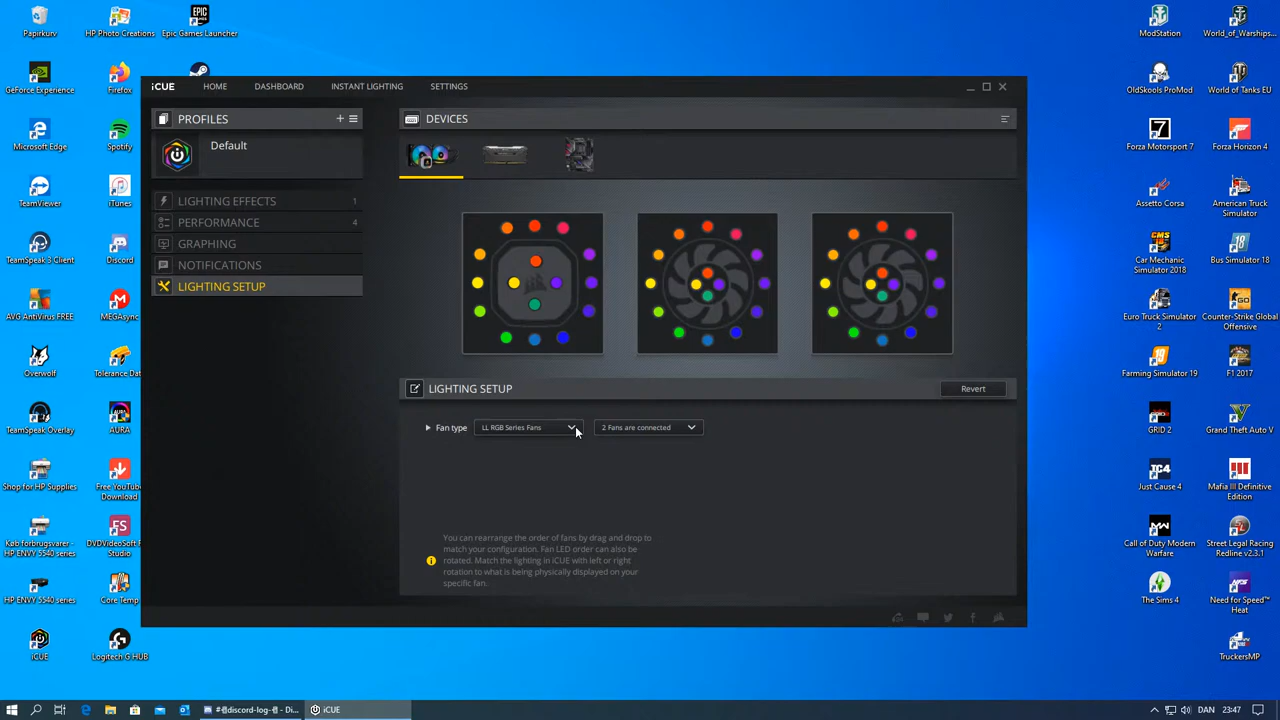 Papirkurv
HP Photo Creations
Epic Games Launcher
GeForce Experience
Firefox
Microsoft Edge
Spotify
TeamViewer
iTunes
TeamSpeak 3 Client
Discord
AVG AntiVirus FREE
MEGAsync
Overwolf
Tolerance Dat
TeamSpeak Overlay
AURA
Shop for HP Supplies
Free YouTube
Download
Køb forbrugsvarer -
HP ENVY 5540 series
DVDVideoSoft F
Studio
HP ENVY 5540 series
Core Temp
iCUE
Logitech G HUB
iCUE
HOME
DASHBOARD
INSTANT LIGHTING
SETTINGS
PROFILES
Default
LIGHTING EFFECTS
1
PERFORMANCE
4
GRAPHING
NOTIFICATIONS
LIGHTING SETUP
DEVICES
LIGHTING SETUP
Revert
Fan type
LL RGB Series Fans
2 Fans are connected
You can rearrange the order of fans by drag and drop to
match your configuration. Fan LED order can also be
rotated. Match the lighting in iCUE with left or right
rotation to what is being physically displayed on your
specific fan.
ModStation
World_of_Warships...
OldSkools ProMod
World of Tanks EU
Forza Motorsport 7
Forza Horizon 4
Assetto Corsa
American Truck
Simulator
Car Mechanic
Simulator 2018
Bus Simulator 18
Euro Truck Simulator
2
Counter-Strike Global
Offensive
Farming Simulator 19
F1 2017
GRID 2
Grand Theft Auto V
Just Cause 4
Mafia III Definitive
Edition
Call of Duty Modern
Warfare
Street Legal Racing
Redline v2.3.1
The Sims 4
Need for Speed™
Heat
TruckersMP
iCUE
DAN
23:47